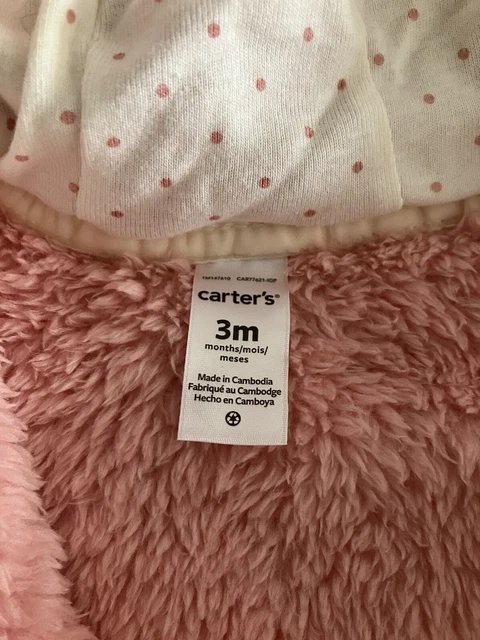 carter's®
3m
months/mois/
meses
Made in Cambodia
Fabriqué au Cambodge
Hecho en Camboya